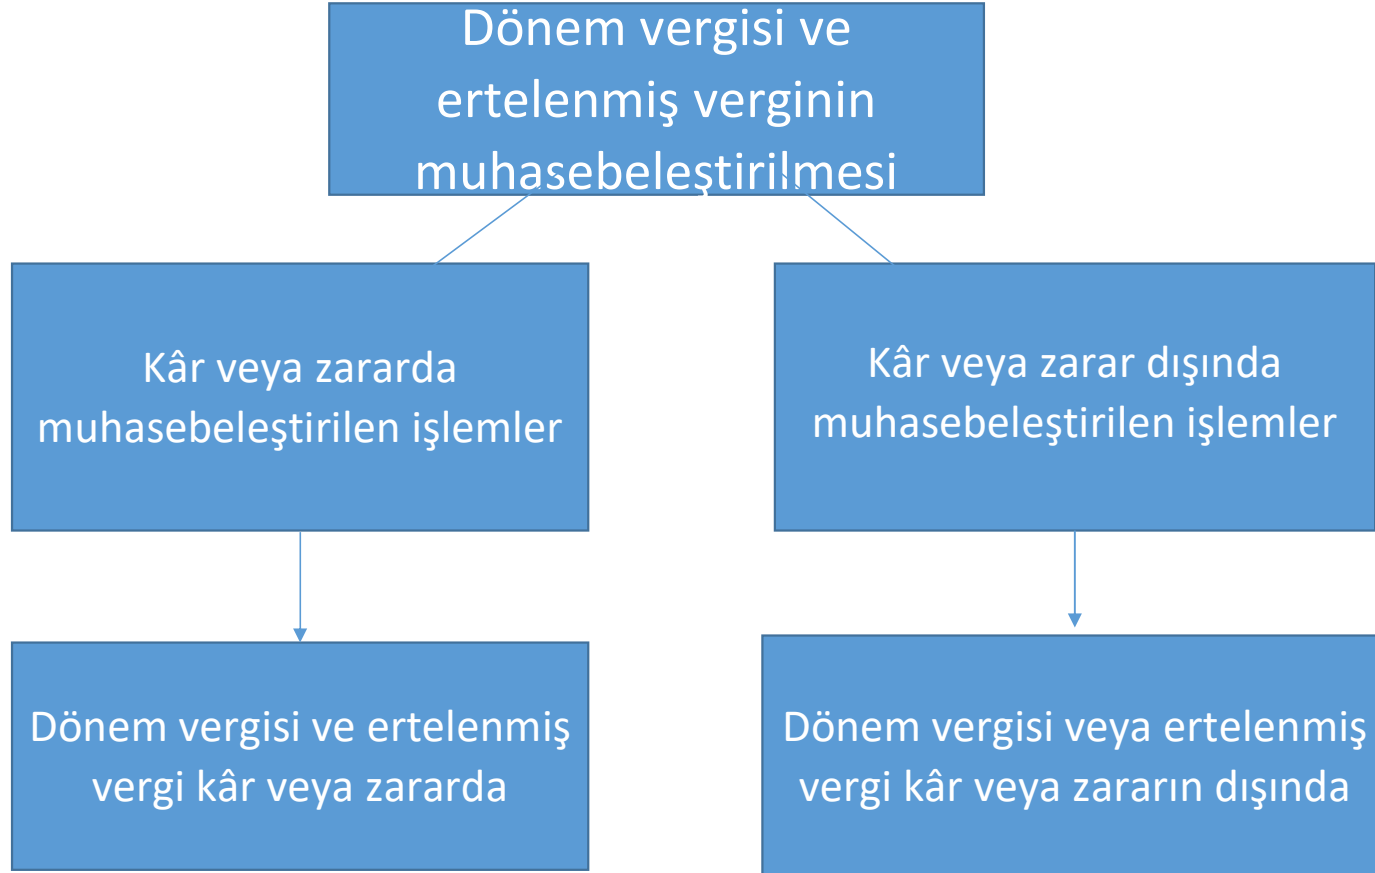 Dönem vergisi ve
ertelenmiş verginin
muhasebeleştirilmesi
Kâr veya zararda
muhasebeleştirilen işlemler
Kâr veya zarar dışında
muhasebeleştirilen işlemler
Dönem vergisi ve ertelenmiş
vergi kâr veya zararda
Dönem vergisi veya ertelenmiş
vergi kâr veya zararın dışında